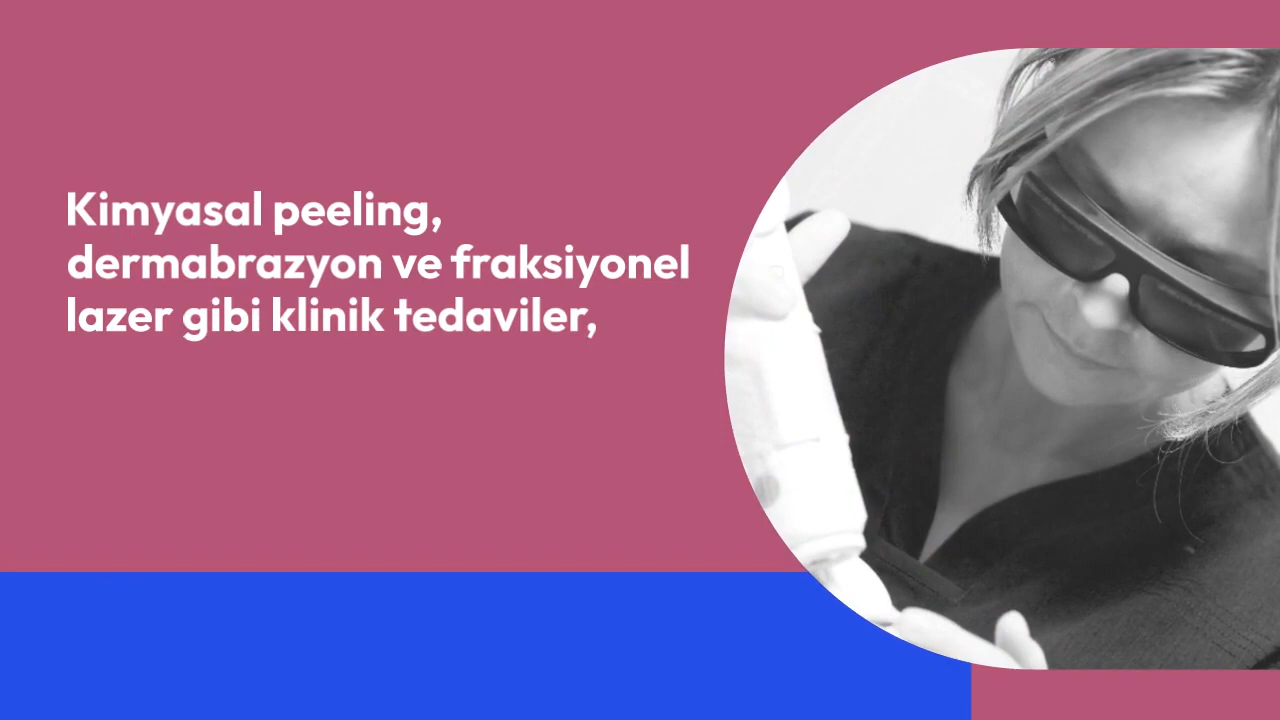 Kimyasal peeling,
dermabrazyon ve fraksiyonel
lazer gibi klinik tedaviler,